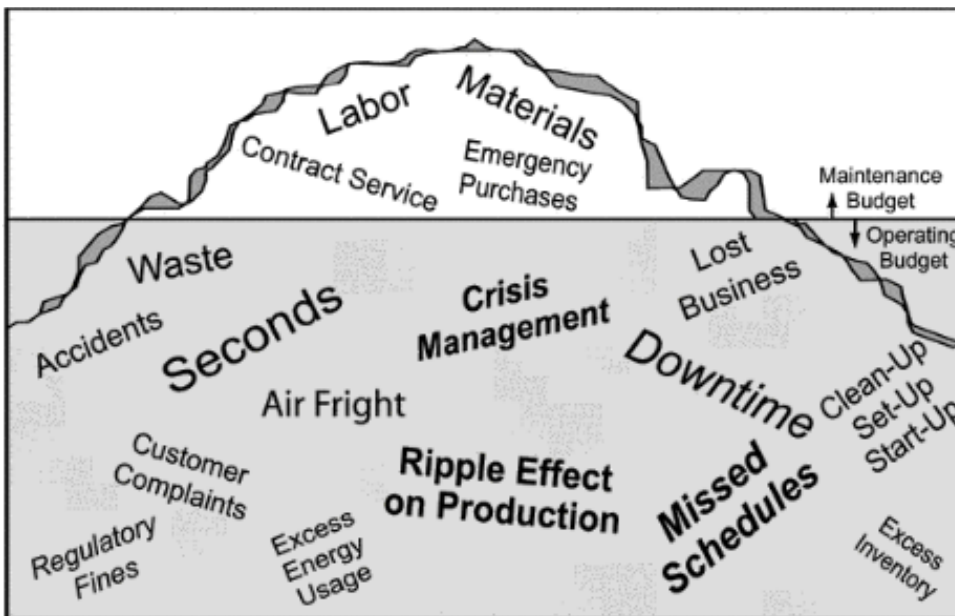 Labor
Materials
Contract Service
Emergency
Purchases
Maintenance
Budget
Operating
Budget
Waste
Accidents
Seconds
Crisis
Management
Lost
Business
Downtime
Clean-Up
Set-Up
Start-Up
Air Fright
Customer
Complaints
Ripple Effect
on Production
Missed
Schedules
Regulatory
Fines
Excess
Energy
Usage
Excess
Inventory